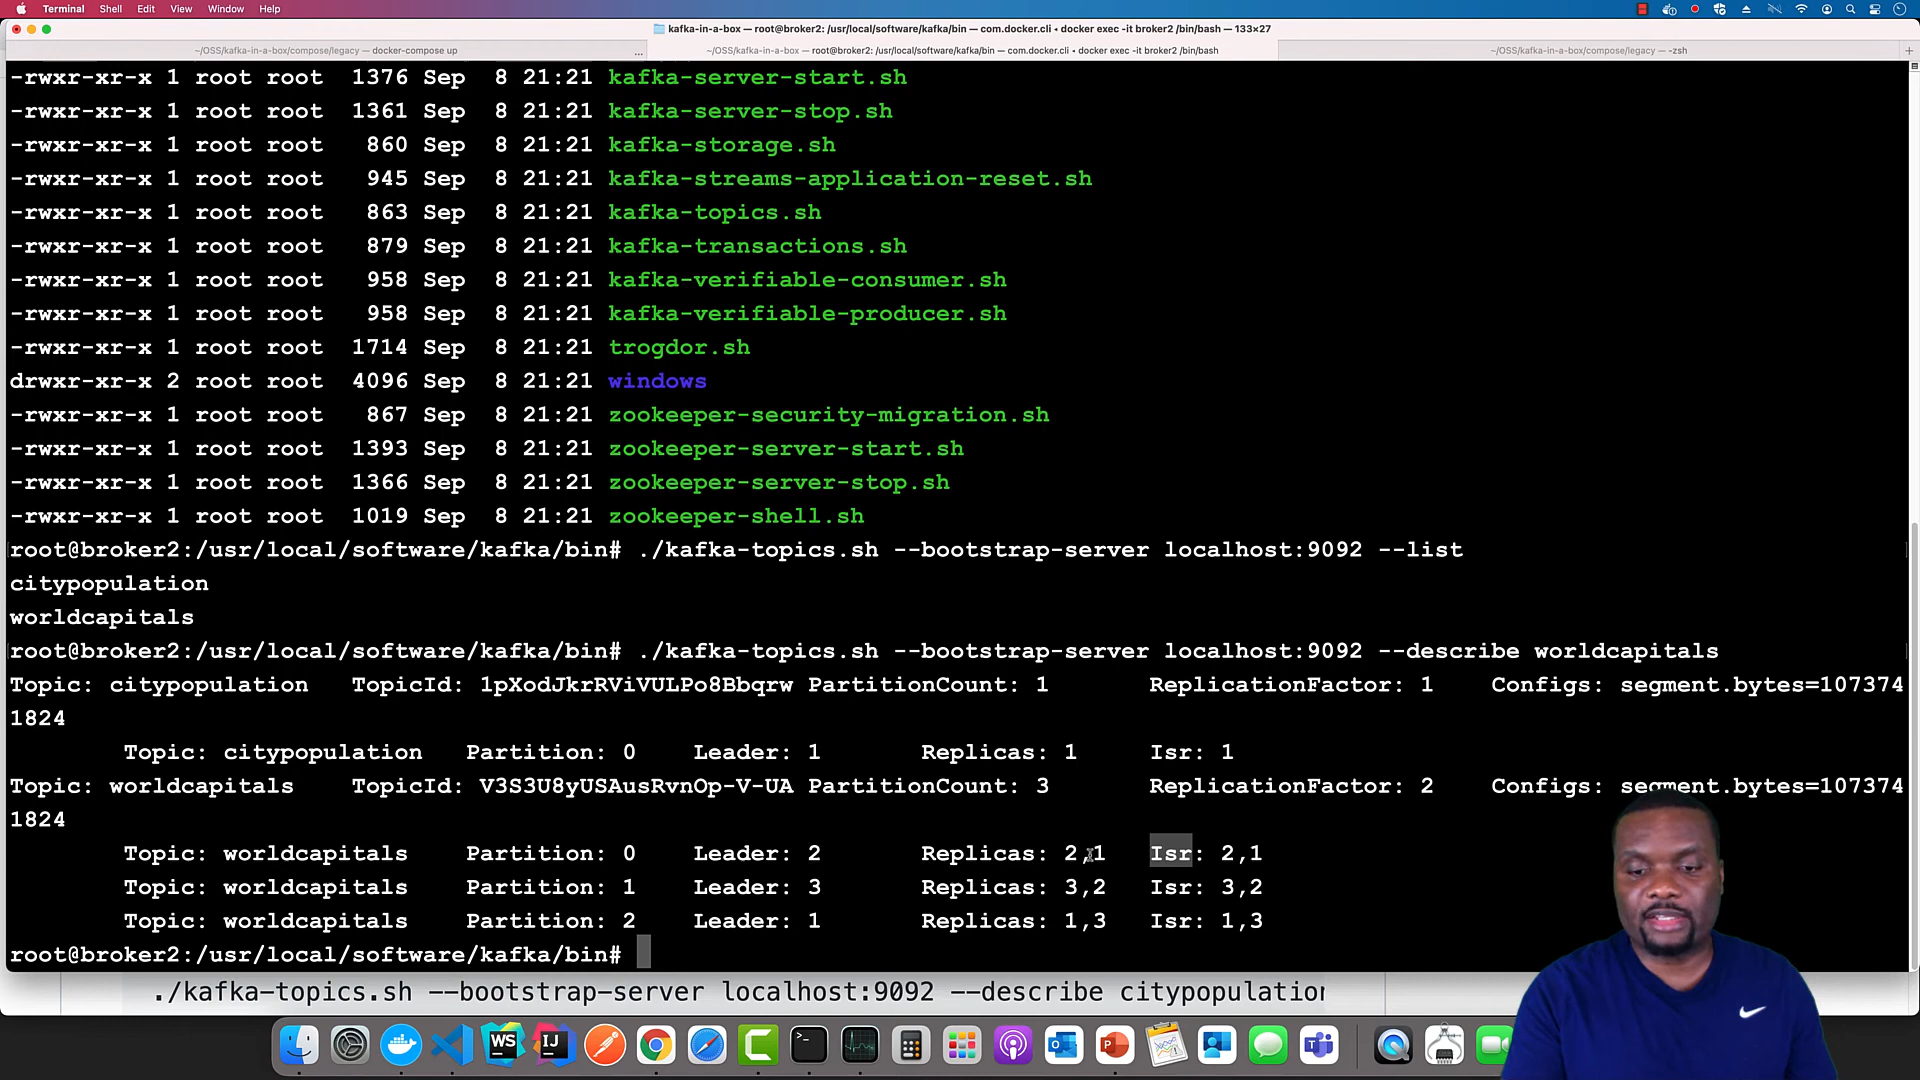 Terminal Shell Edit View Window Help
kafka-in-a-box — root@broker2: /usr/local/software/kafka/bin — com.docker.cli ◂ docker exec -it broker2 /bin/bash — 133×27
~/OSS/kafka-in-a-box/compose/legacy — docker-compose up ... ~/OSS/kafka-in-a-box/compose/legacy — root@broker2: /usr/local/software/kafka/bin — com.docker.cli ◂ docker exec -it broker2 /bin/bash ~/OSS/kafka-in-a-box/compose/legacy — -zsh +
-rwxr-xr-x 1 root root 1376 Sep 8 21:21 kafka-server-start.sh
-rwxr-xr-x 1 root root 1361 Sep 8 21:21 kafka-server-stop.sh
-rwxr-xr-x 1 root root 860 Sep 8 21:21 kafka-storage.sh
-rwxr-xr-x 1 root root 945 Sep 8 21:21 kafka-streams-application-reset.sh
-rwxr-xr-x 1 root root 863 Sep 8 21:21 kafka-topics.sh
-rwxr-xr-x 1 root root 879 Sep 8 21:21 kafka-transactions.sh
-rwxr-xr-x 1 root root 958 Sep 8 21:21 kafka-verifiable-consumer.sh
-rwxr-xr-x 1 root root 958 Sep 8 21:21 kafka-verifiable-producer.sh
-rwxr-xr-x 1 root root 1714 Sep 8 21:21 trogdor.sh
drwxr-xr-x 2 root root 4096 Sep 8 21:21 windows
-rwxr-xr-x 1 root root 867 Sep 8 21:21 zookeeper-security-migration.sh
-rwxr-xr-x 1 root root 1393 Sep 8 21:21 zookeeper-server-start.sh
-rwxr-xr-x 1 root root 1366 Sep 8 21:21 zookeeper-server-stop.sh
-rwxr-xr-x 1 root root 1019 Sep 8 21:21 zookeeper-shell.sh
root@broker2:/usr/local/software/kafka/bin# ./kafka-topics.sh --bootstrap-server localhost:9092 --list
citypopulation
worldcapitals
root@broker2:/usr/local/software/kafka/bin# ./kafka-topics.sh --bootstrap-server localhost:9092 --describe worldcapitals
Topic: citypopulation TopicId: 1pXodJkrRViVULPo8Bbqrw PartitionCount: 1 ReplicationFactor: 1 Configs: segment.bytes=107374
1824
Topic: citypopulation Partition: 0 Leader: 1 Replicas: 1 Isr: 1
Topic: worldcapitals TopicId: V3S3U8yUSAusRvnOp-V-UA PartitionCount: 3 ReplicationFactor: 2 Configs: segment.bytes=107374
1824
Topic: worldcapitals Partition: 0 Leader: 2 Replicas: 2,1 Isr: 2,1
Topic: worldcapitals Partition: 1 Leader: 3 Replicas: 3,2 Isr: 3,2
Topic: worldcapitals Partition: 2 Leader: 1 Replicas: 1,3 Isr: 1,3
root@broker2:/usr/local/software/kafka/bin#
./kafka-topics.sh --bootstrap-server localhost:9092 --describe citypopulation
WS IJ